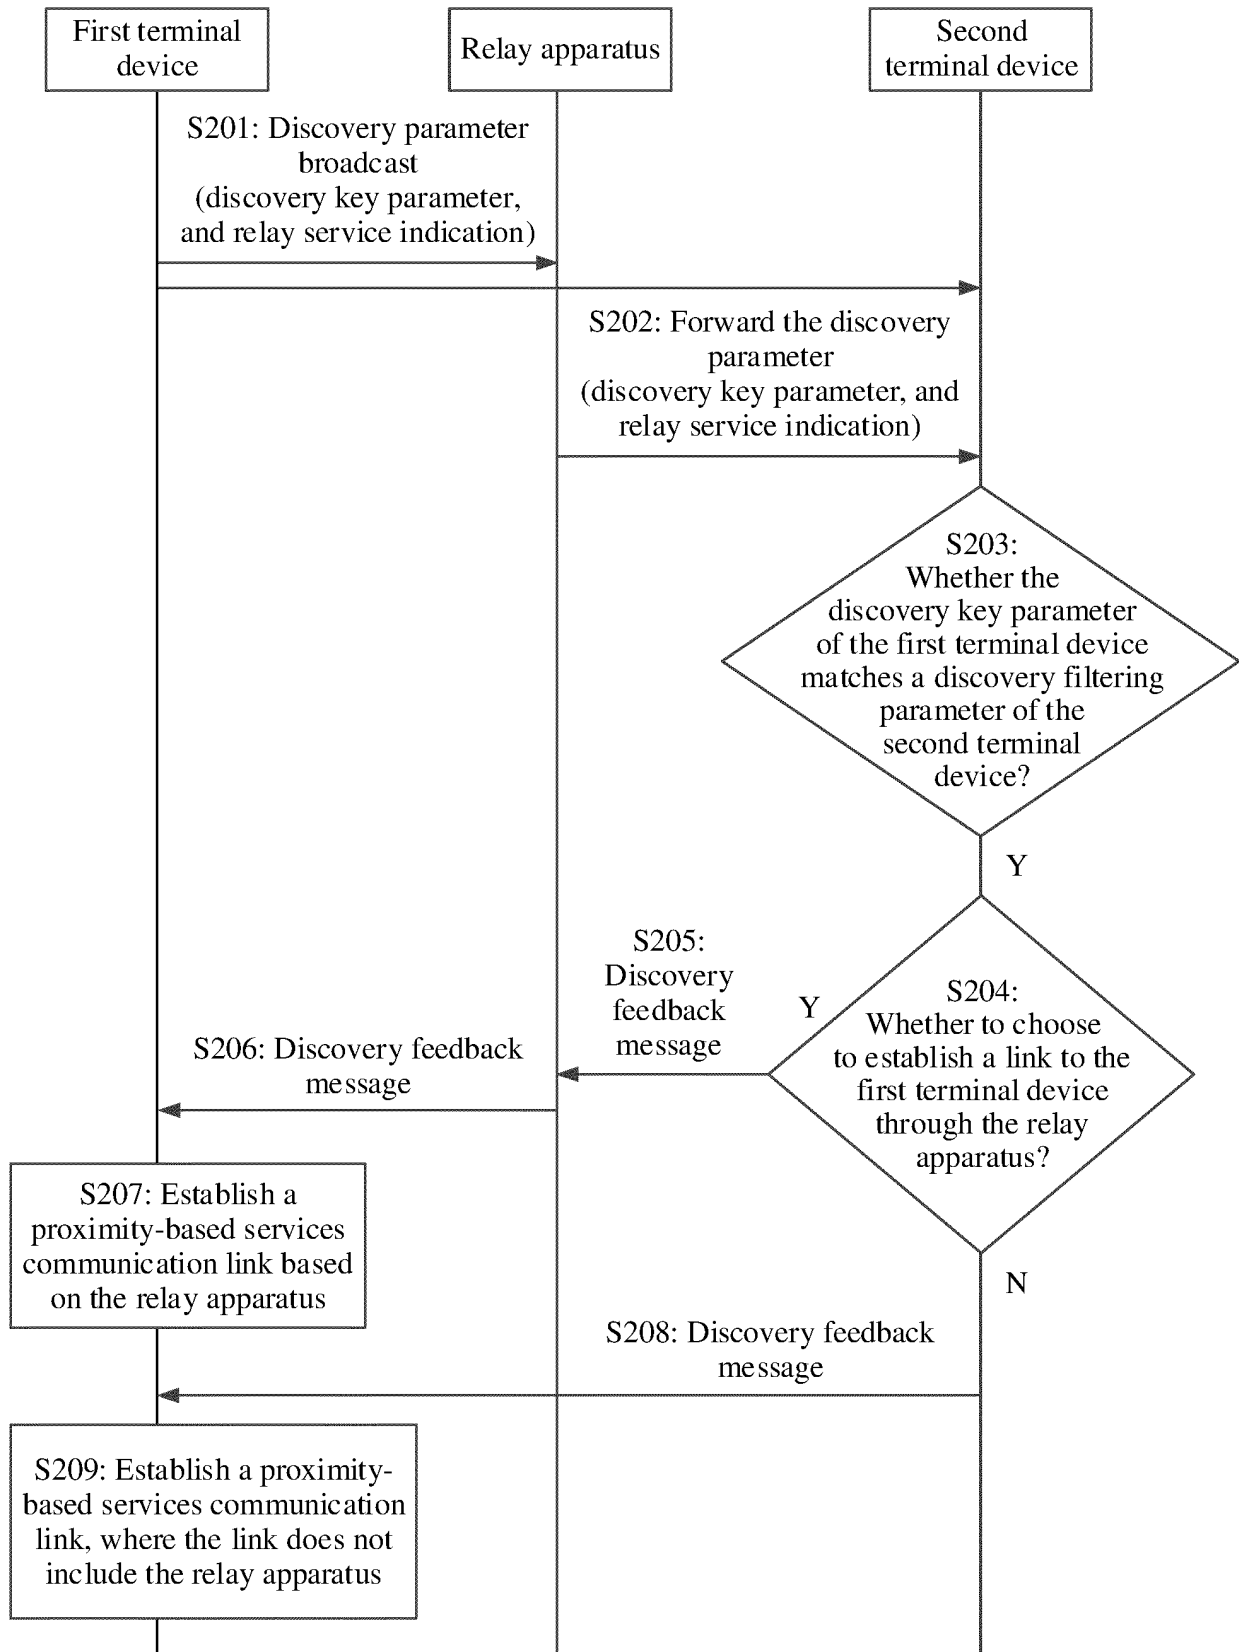 First terminal
device
Relay apparatus
Second
terminal device
S201: Discovery parameter
broadcast
(discovery key parameter,
and relay service indication)
S202: Forward the discovery
parameter
(discovery key parameter, and
relay service indication)
S203:
Whether the
discovery key parameter
of the first terminal device
matches a discovery filtering
parameter of the
second terminal
device?
Y
S204:
Whether to choose
to establish a link to the
first terminal device
through the relay
apparatus?
Y
S205:
Discovery
feedback
message
S206: Discovery feedback
message
S207: Establish a
proximity-based services
communication link based
on the relay apparatus
N
S208: Discovery feedback
message
S209: Establish a proximity-
based services communication
link, where the link does not
include the relay apparatus